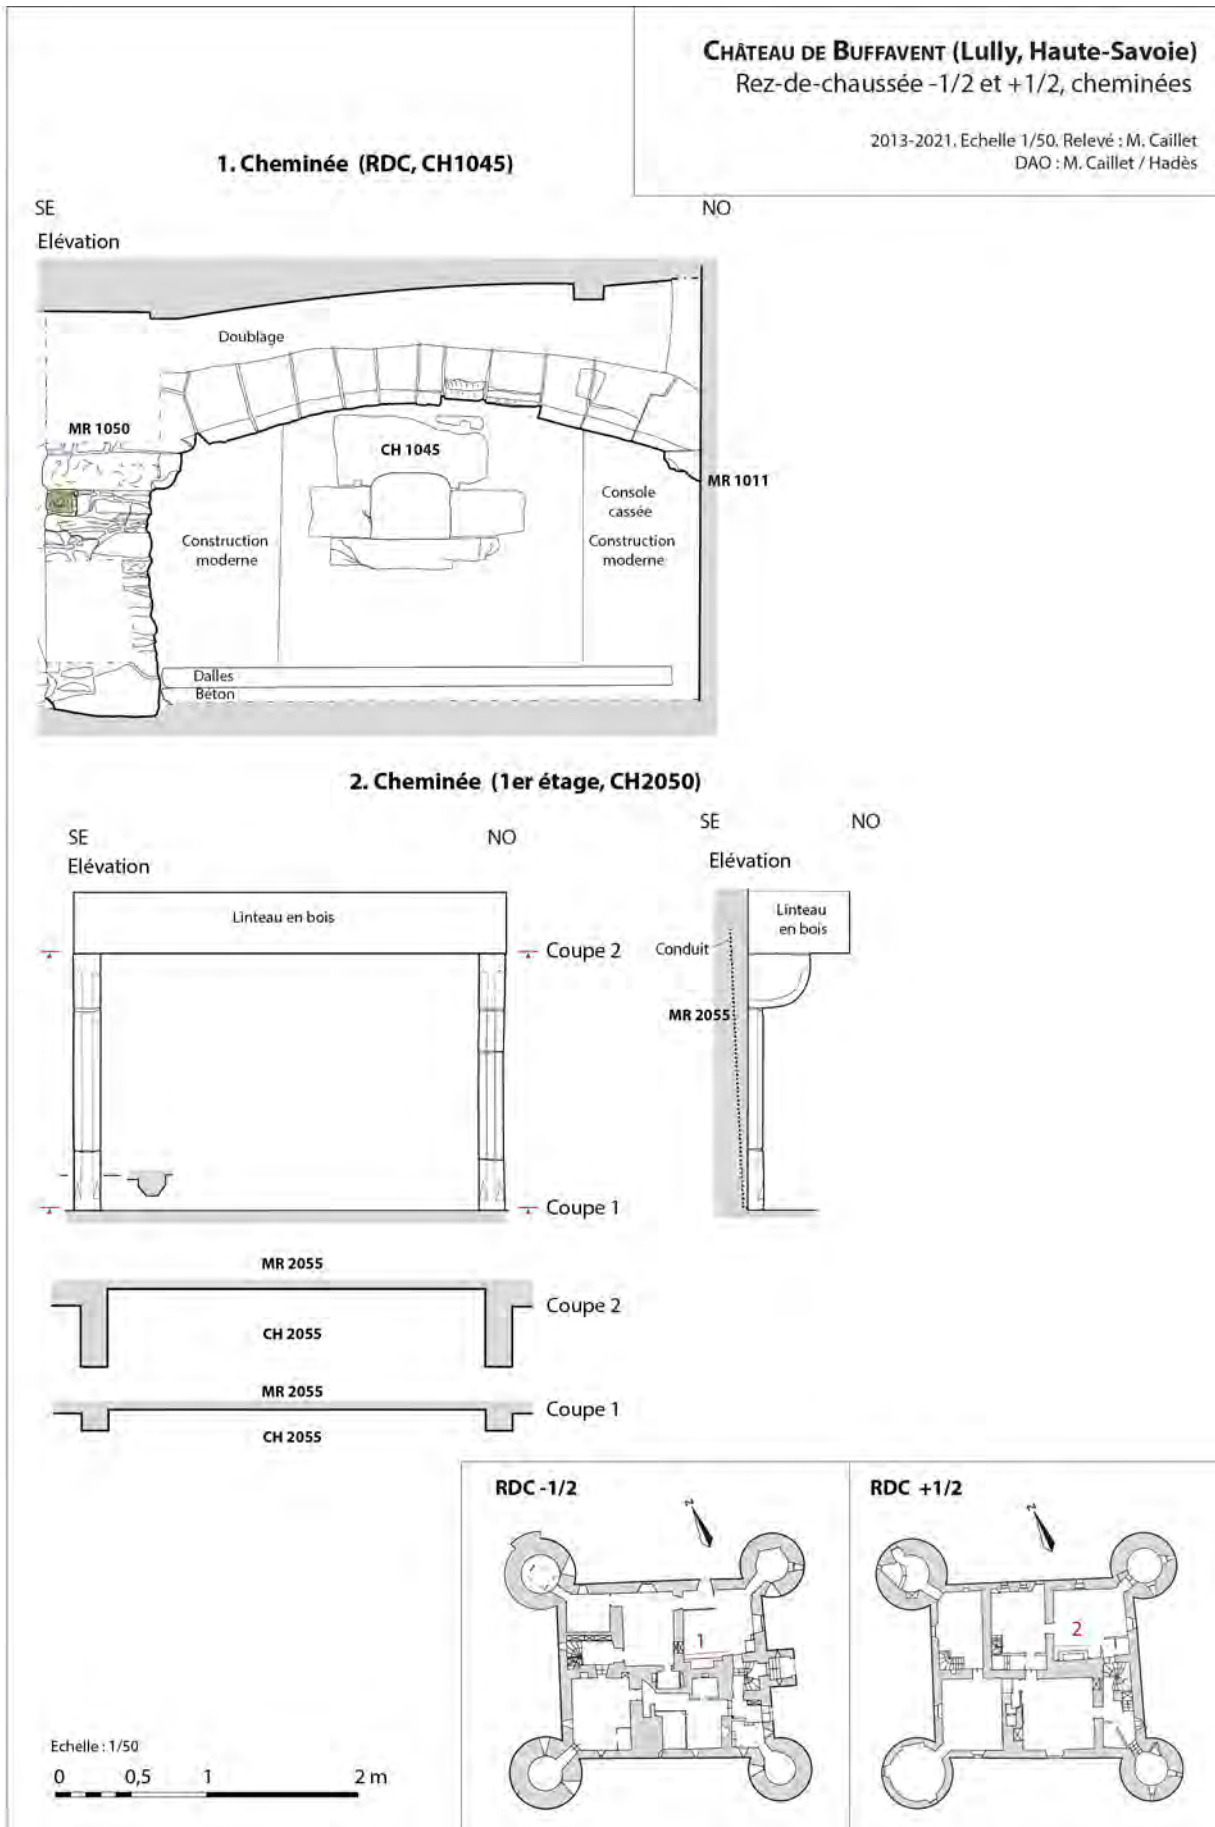 CHÂTEAU DE BUFFAVENT (Lully, Haute-Savoie)
Rez-de-chaussée -1/2 et +1/2, cheminées
2013-2021. Echelle 1/50. Relevé : M. Caillet
DAO : M. Caillet / Hadès
1. Cheminée (RDC, CH1045)
SE
NO
Elévation
Doublage
MR 1050
CH 1045
MR 1011
Console
cassée
Construction
moderne
Construction
moderne
Dalles
Béton
2. Cheminée (1er étage, CH2050)
SE
NO
Elévation
Linteau en bois
Coupe 2
Coupe 1
SE
NO
Elévation
Linteau
en bois
Conduit
MR 2055
MR 2055
Coupe 2
CH 2055
MR 2055
Coupe 1
CH 2055
RDC -1/2
N
1
RDC +1/2
N
2
Echelle : 1/50
0 0,5 1 2 m